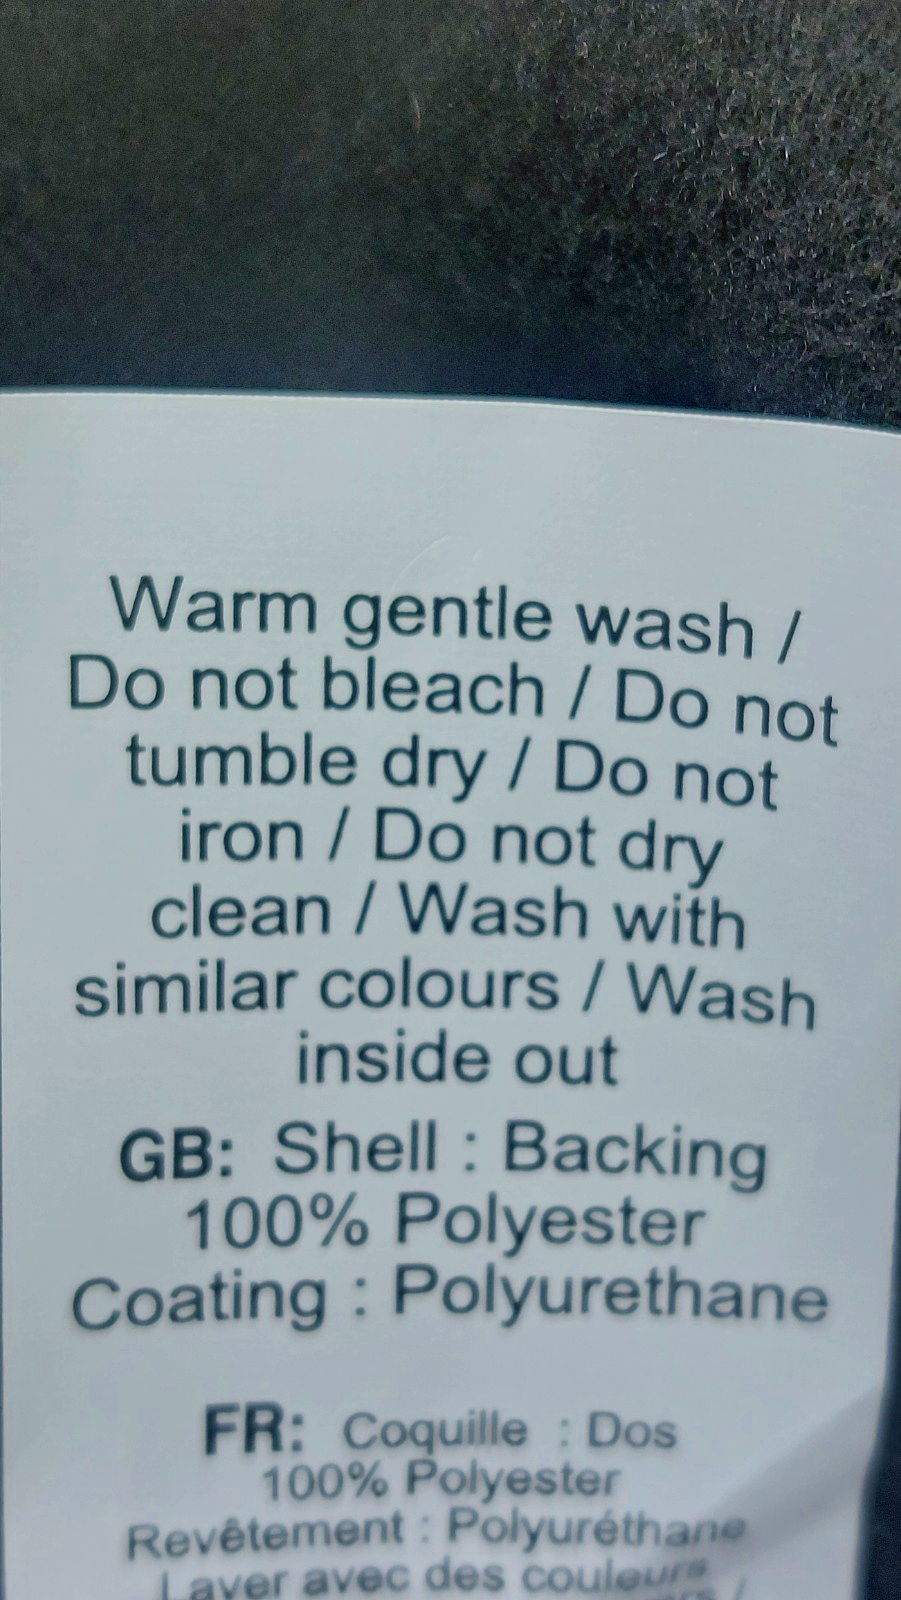 Warm gentle wash /
Do not bleach / Do not
tumble dry / Do not
iron / Do not dry
clean / Wash with
similar colours / Wash
inside out
GB: Shell : Backing
100% Polyester
Coating : Polyurethane
FR: Coquille : Dos
100% Polyester
Revêtement : Polyuréthane
Laver avec des couleurs